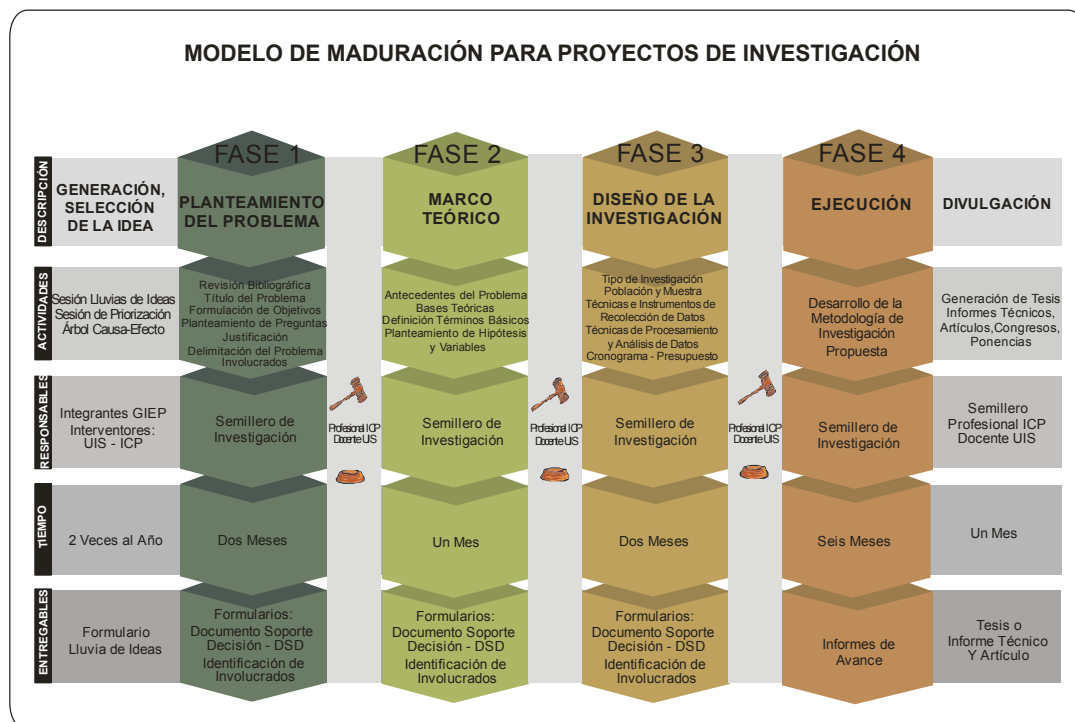 MODELO DE MADURACIÓN PARA PROYECTOS DE INVESTIGACIÓN
FASE 1
FASE 2
FASE 3
FASE 4
DESCRIPCIÓN
GENERACIÓN,
SELECCIÓN
DE LA IDEA
PLANTEAMIENTO
DEL PROBLEMA
MARCO
TEÓRICO
DISEÑO DE LA
INVESTIGACIÓN
EJECUCIÓN
DIVULGACIÓN
ACTIVIDADES
Sesión Lluvias de Ideas
Sesión de Priorización
Árbol Causa-Efecto
Revisión Bibliográfica
Título del Problema
Formulación de Objetivos
Planteamiento de Preguntas
Justificación
Delimitación del Problema
Involucrados
Antecedentes del Problema
Bases Teóricas
Definición Términos Básicos
Planteamiento de Hipótesis
y Variables
Tipo de Investigación
Población y Muestra
Técnicas e Instrumentos de
Recolección de Datos
Técnicas de Procesamiento
y Análisis de Datos
Cronograma - Presupuesto
Desarrollo de la
Metodología de
Investigación
Propuesta
Generación de Tesis
Informes Técnicos,
Artículos,Congresos,
Ponencias
RESPONSABLES
Integrantes GIEP
Interventores:
UIS - ICP
Semillero de
Investigación
Profesional ICP
Docente UIS
Semillero de
Investigación
Profesional ICP
Docente UIS
Semillero de
Investigación
Profesional ICP
Docente UIS
Semillero de
Investigación
Semillero
Profesional ICP
Docente UIS
TIEMPO
2 Veces al Año
Dos Meses
Un Mes
Dos Meses
Seis Meses
Un Mes
ENTREGABLES
Formulario
Lluvia de Ideas
Formularios:
Documento Soporte
Decisión - DSD
Identificación de
Involucrados
Formularios:
Documento Soporte
Decisión - DSD
Identificación de
Involucrados
Formularios:
Documento Soporte
Decisión - DSD
Identificación de
Involucrados
Informes de
Avance
Tesis o
Informe Técnico
Y Artículo